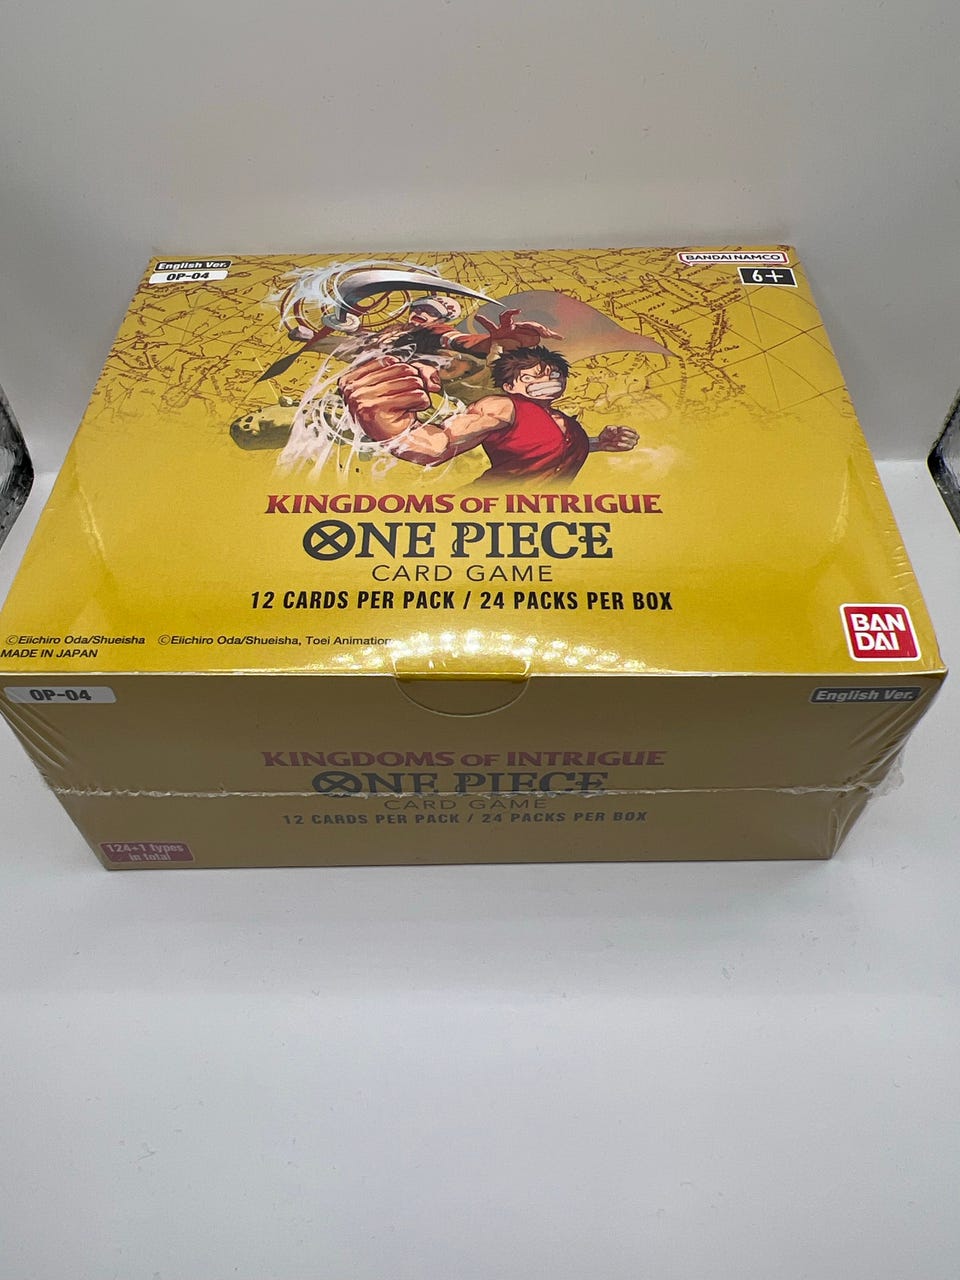 English Ver.
OP-04
BANDAI NAMCO
6+
KINGDOMS OF INTRIGUE
ONE PIECE
CARD GAME
12 CARDS PER PACK / 24 PACKS PER BOX
©Eiichiro Oda/Shueisha ©Eiichiro Oda/Shueisha, Toei Animation
MADE IN JAPAN
BAN
DAI
OP-04
English Ver.
KINGDOMS OF INTRIGUE
ONE PIECE
CARD GAME
12 CARDS PER PACK / 24 PACKS PER BOX
124+1 types
in total